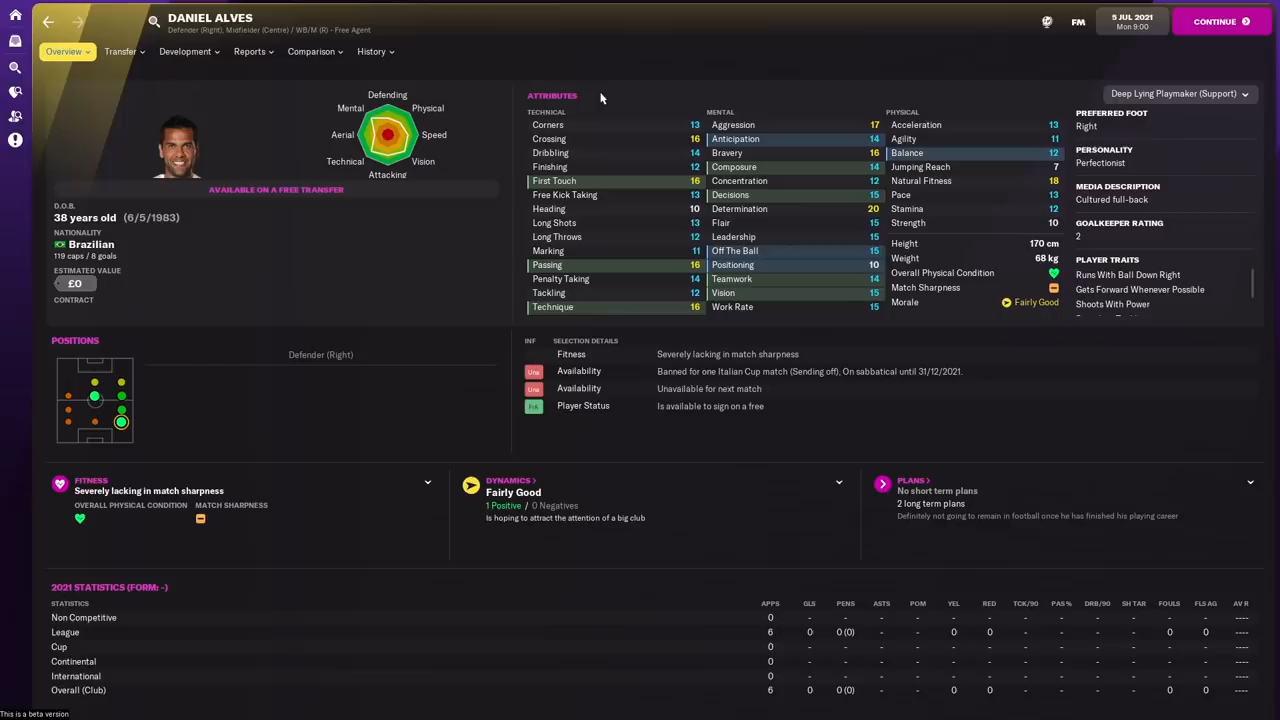 DANIEL ALVES
Defender (Right), Midfielder (Centre) / WB/M (R) - Free Agent
FM
5 JUL 2021
Mon 9:00
CONTINUE
Overview
Transfer
Development
Reports
Comparison
History
Defending
Mental
Physical
Aerial
Speed
Technical
Vision
Attacking
AVAILABLE ON A FREE TRANSFER
D.O.B.
38 years old (6/5/1983)
NATIONALITY
Brazilian
119 caps / 8 goals
ESTIMATED VALUE
£0
CONTRACT
ATTRIBUTES
Deep Lying Playmaker (Support)
TECHNICAL
Corners 13
Crossing 16
Dribbling 14
Finishing 12
First Touch 16
Free Kick Taking 13
Heading 10
Long Shots 13
Long Throws 12
Marking 11
Passing 16
Penalty Taking 14
Tackling 12
Technique 16
MENTAL
Aggression 17
Anticipation 14
Bravery 16
Composure 14
Concentration 12
Decisions 15
Determination 20
Flair 15
Leadership 15
Off The Ball 15
Positioning 10
Teamwork 14
Vision 15
Work Rate 15
PHYSICAL
Acceleration 13
Agility 11
Balance 12
Jumping Reach 7
Natural Fitness 18
Pace 13
Stamina 12
Strength 10
Height 170 cm
Weight 68 kg
Overall Physical Condition
Match Sharpness
Morale Fairly Good
PREFERRED FOOT
Right
PERSONALITY
Perfectionist
MEDIA DESCRIPTION
Cultured full-back
GOALKEEPER RATING
2
PLAYER TRAITS
Runs With Ball Down Right
Gets Forward Whenever Possible
Shoots With Power
POSITIONS
Defender (Right)
INF SELECTION DETAILS
Fitness Severely lacking in match sharpness
Una Availability Banned for one Italian Cup match (Sending off), On sabbatical until 31/12/2021.
Una Availability Unavailable for next match
F/A Player Status Is available to sign on a free
FITNESS
Severely lacking in match sharpness
OVERALL PHYSICAL CONDITION MATCH SHARPNESS
DYNAMICS >
Fairly Good
1 Positive / 0 Negatives
Is hoping to attract the attention of a big club
PLANS >
No short term plans
2 long term plans
Definitely not going to remain in football once he has finished his playing career
2021 STATISTICS (FORM: -)
STATISTICS APPS GLS PENS ASTS POM YEL RED TCK/90 PAS % DRB/90 SH TAR FOULS FLS AG AV R
Non Competitive 0 - - - - - - - - - - - - ----
League 6 0 0 (0) - - 0 0 - - - - 0 0 ----
Cup 0 - - - - - - - - - - - - ----
Continental 0 - - - - - - - - - - - - ----
International 0 - - - - - - - - - - - - ----
Overall (Club) 6 0 0 (0) - - 0 0 - - - - 0 0 ----
This is a beta version